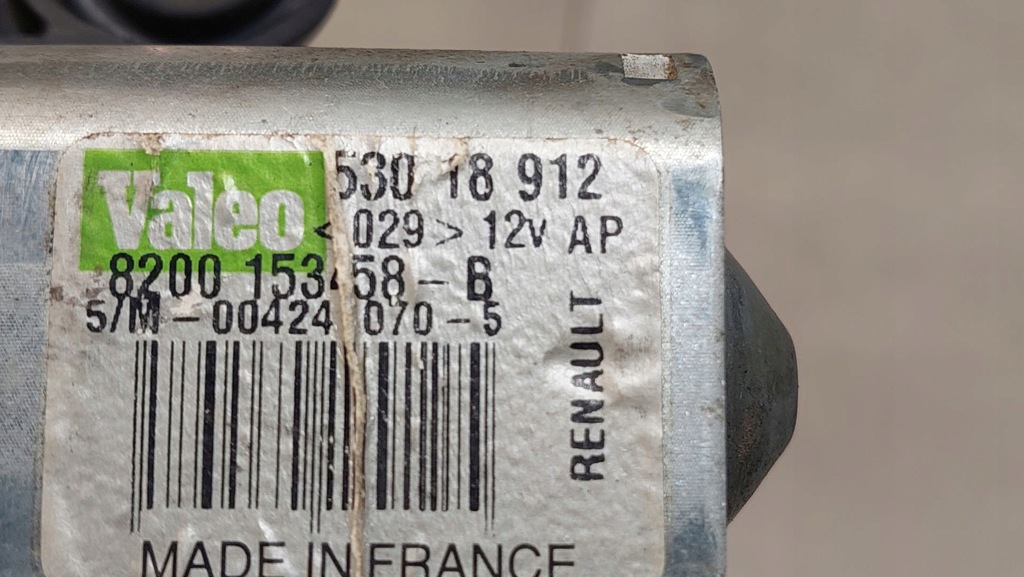 Valeo
530 18 912
< 029 > 12V AP
8200 153458-B
S/M-00424 070-5
RENAULT
MADE IN FRANCE